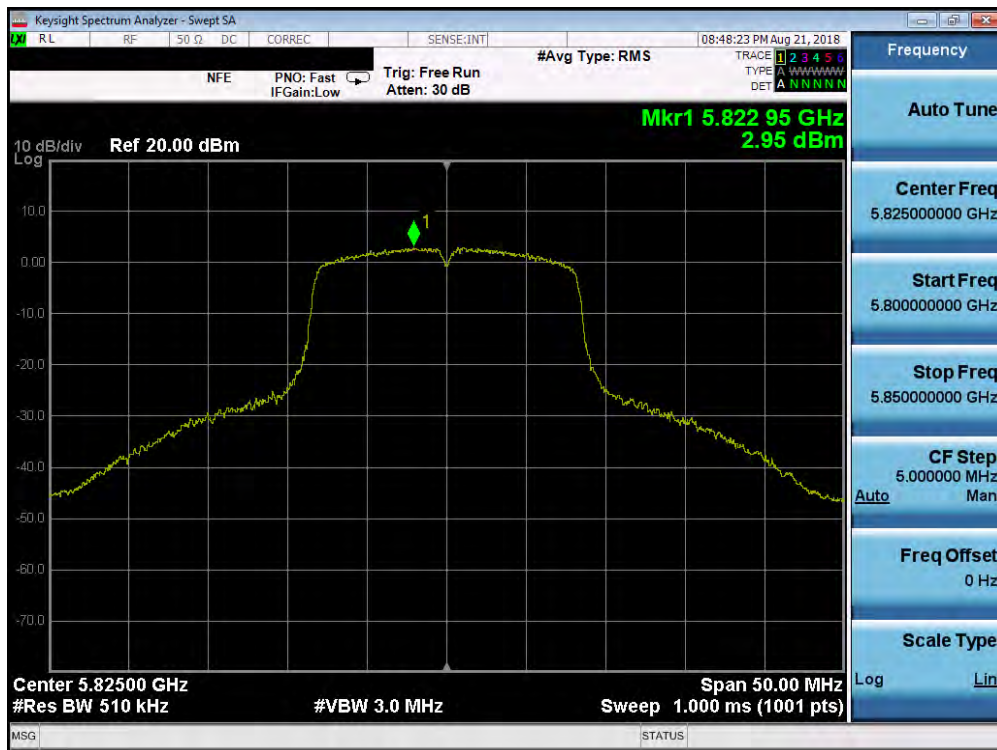 Keysight Spectrum Analyzer - Swept SA
LXI RL RF 50 Ω DC CORREC SENSE:INT 08:48:23 PM Aug 21, 2018
#Avg Type: RMS
TRACE 1 2 3 4 5 6
TYPE A WWWWW
DET A N N N N N
NFE
PNO: Fast
IFGain:Low
Trig: Free Run
Atten: 30 dB
Mkr1 5.822 95 GHz
2.95 dBm
10 dB/div
Log
Ref 20.00 dBm
1
10.0
0.00
-10.0
-20.0
-30.0
-40.0
-50.0
-60.0
-70.0
Center 5.82500 GHz
Span 50.00 MHz
#Res BW 510 kHz
#VBW 3.0 MHz
Sweep 1.000 ms (1001 pts)
MSG
STATUS
Frequency
Auto Tune
Center Freq
5.825000000 GHz
Start Freq
5.800000000 GHz
Stop Freq
5.850000000 GHz
CF Step
5.000000 MHz
Auto Man
Freq Offset
0 Hz
Scale Type
Log Lin